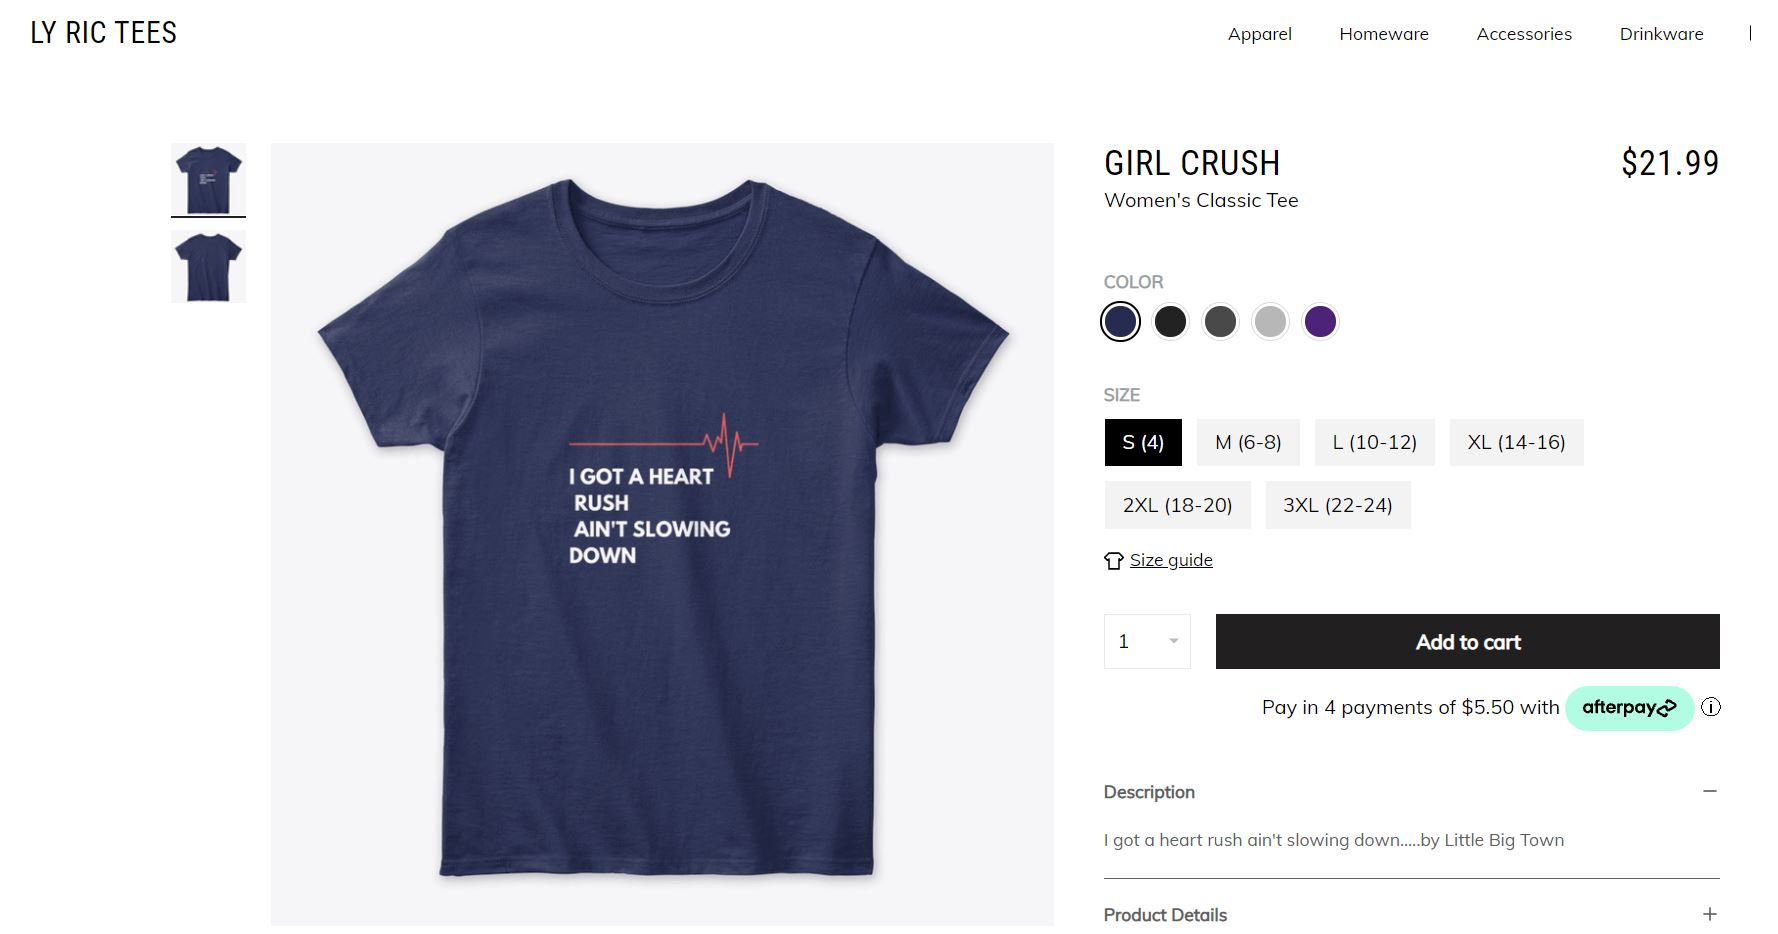 LY RIC TEES
Apparel
Homeware
Accessories
Drinkware
GIRL CRUSH
$21.99
Women's Classic Tee
COLOR
SIZE
S (4)
M (6-8)
L (10-12)
XL (14-16)
2XL (18-20)
3XL (22-24)
Size guide
1
Add to cart
Pay in 4 payments of $5.50 with afterpay
Description
I got a heart rush ain't slowing down.....by Little Big Town
Product Details
I GOT A HEART
RUSH
AIN'T SLOWING
DOWN